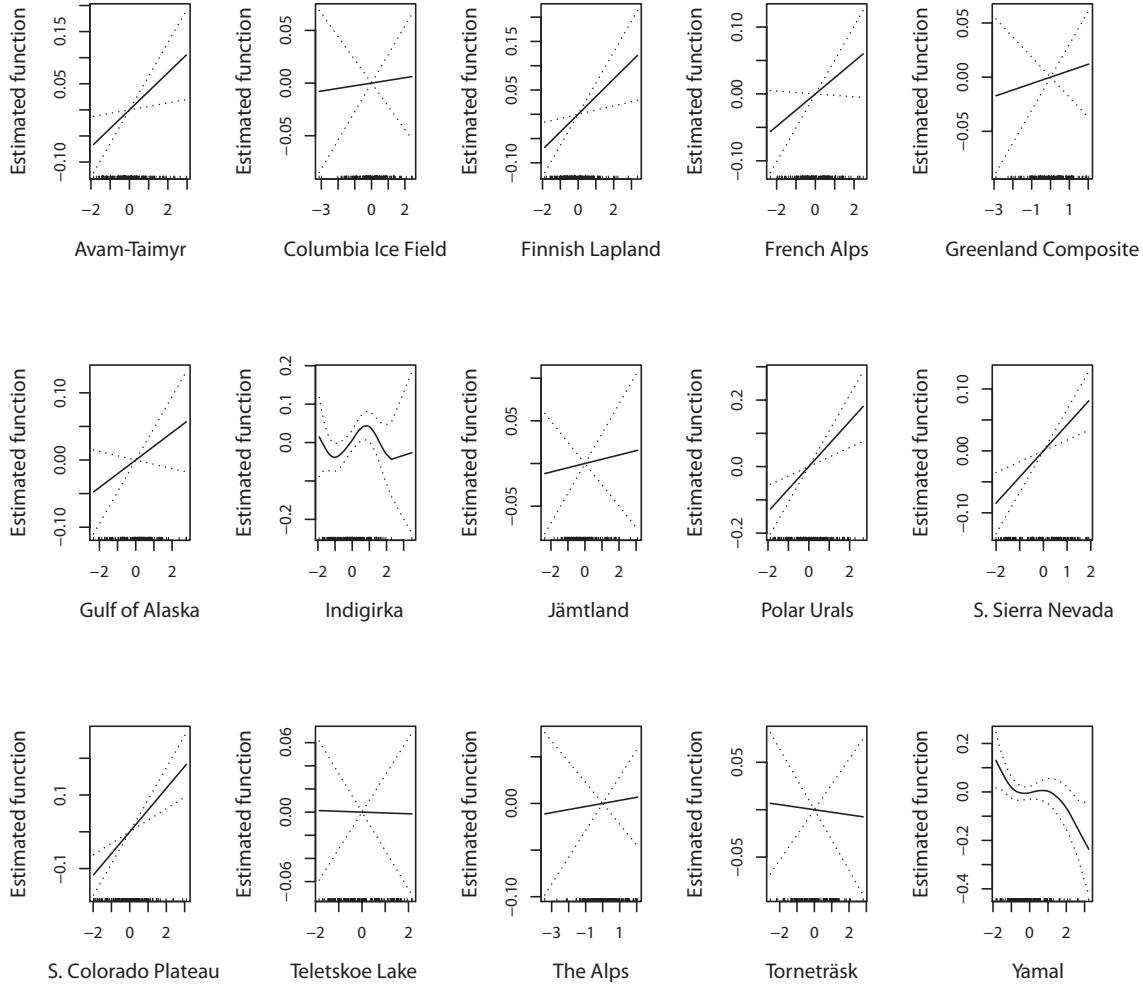 Estimated function
−0.10 0.05 0.15
−2 0 2
Avam-Taimyr
Estimated function
−0.05 0.00 0.05
−3 0 2
Columbia Ice Field
Estimated function
−0.10 0.05 0.15
−2 0 2
Finnish Lapland
Estimated function
−0.10 0.00 0.10
−2 0 2
French Alps
Estimated function
−0.05 0.00 0.05
−3 −1 1
Greenland Composite
Estimated function
−0.10 0.00 0.10
−2 0 2
Gulf of Alaska
Estimated function
−0.2 0.0 0.1 0.2
−2 0 2
Indigirka
Estimated function
−0.05 0.05
−2 0 2
Jämtland
Estimated function
−0.2 0.0 0.2
−2 0 2
Polar Urals
Estimated function
−0.10 0.00 0.10
−2 0 1 2
S. Sierra Nevada
Estimated function
−0.1 0.1
−2 0 2
S. Colorado Plateau
Estimated function
−0.06 0.00 0.06
−2 0 2
Teletskoe Lake
Estimated function
−0.10 0.00
−3 −1 1
The Alps
Estimated function
−0.05 0.05
−2 0 2
Torneträsk
Estimated function
−0.4 −0.2 0.0 0.2
−2 0 2
Yamal